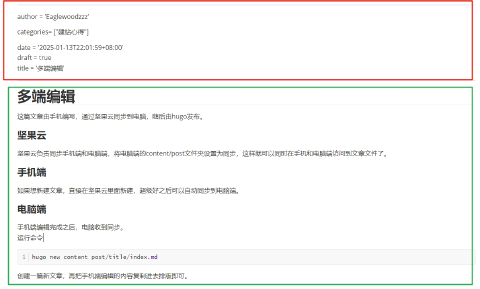 author = 'Eaglewoodzzz'
categories= ["建站心得"]
date = '2025-01-13T22:01:59+08:00'
draft = true
title = '多端编辑'
多端编辑
这篇文章由手机编写，通过坚果云同步到电脑，随后由hugo发布。
坚果云
坚果云负责同步手机端和电脑端，将电脑端的content/post文件夹设置为同步，这样就可以同时在手机和电脑端访问到文章文件了。
手机端
如果想新建文章，直接在坚果云里面新建，编辑好之后可以自动同步到电脑端。
电脑端
手机端编辑完成之后，电脑收到同步。
运行命令
1 hugo new content post/title/index.md
创建一篇新文章，再把手机端编辑的内容复制进去排版即可。